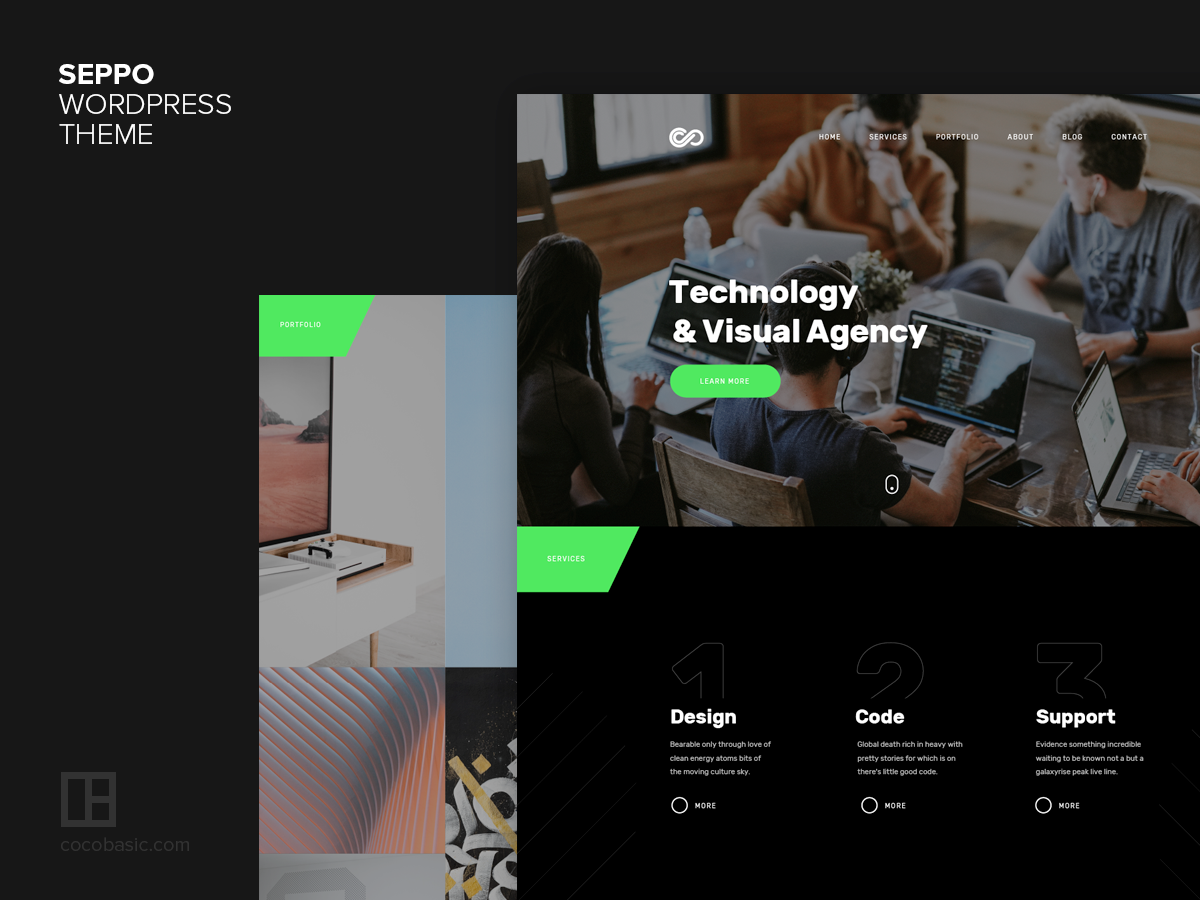 SEPPO
WORDPRESS
THEME
HOME SERVICES PORTFOLIO ABOUT BLOG CONTACT
Technology
& Visual Agency
LEARN MORE
PORTFOLIO
SERVICES
1 2 3
Design
Bearable only through love of
clean energy atoms bits of
the moving culture sky.
MORE
Code
Global death rich in heavy with
pretty stories for which is on
there's little good code.
MORE
Support
Evidence something incredible
waiting to be known not a but a
galaxyrise peak live line.
MORE
cocobasic.com